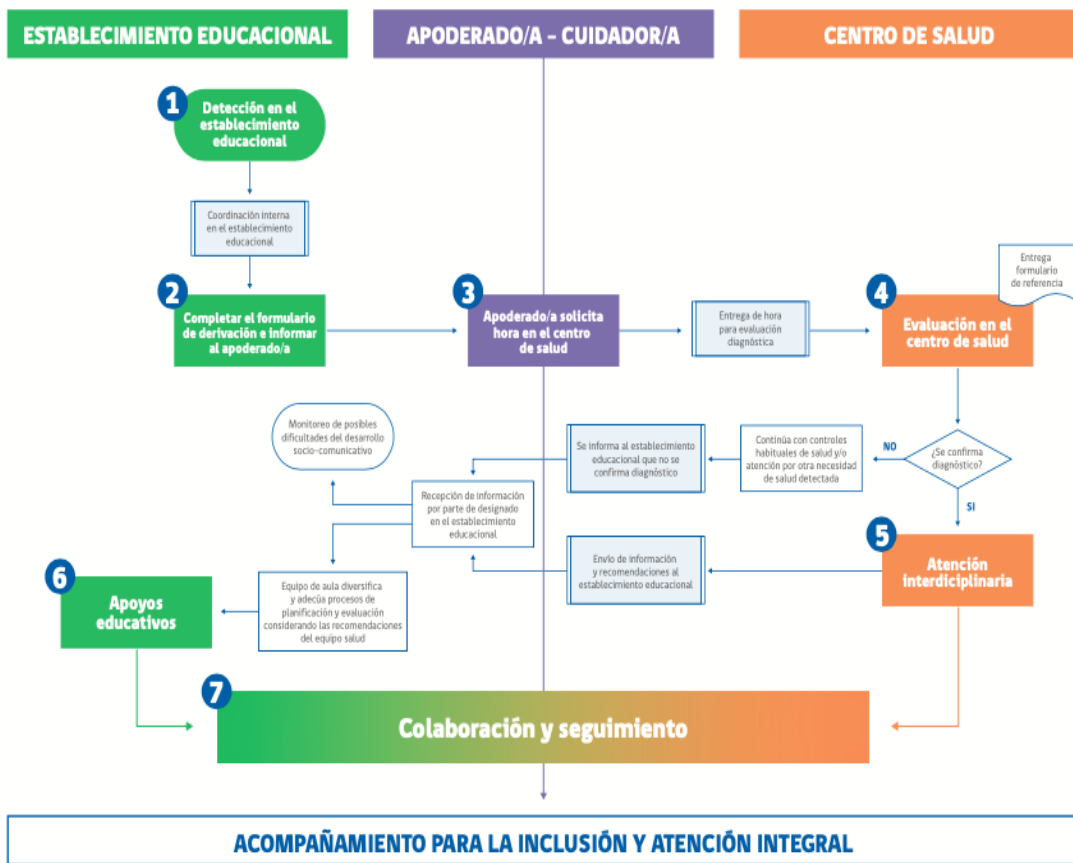 ESTABLECIMIENTO EDUCACIONAL
APODERADO/A – CUIDADOR/A
CENTRO DE SALUD
1
Detección en el
establecimiento
educacional
Coordinación interna
en el establecimiento
educacional
2
Completar el formulario
de derivación e informar
al apoderado/a
3
Apoderado/a solicita
hora en el centro
de salud
Entrega de hora
para evaluación
diagnóstica
Entrega
formulario
de referencia
4
Evaluación en el
centro de salud
¿Se confirma
diagnóstico?
NO
SI
Continúa con controles
habituales de salud y/o
atención por otra necesidad
de salud detectada
Se informa al establecimiento
educacional que no se
confirma diagnóstico
Monitoreo de posibles
dificultades del desarrollo
socio-comunicativo
Recepción de información
por parte de designado
en el establecimiento
educacional
5
Atención
interdiciplinaria
Envío de información
y recomendaciones al
establecimiento educacional
Equipo de aula diversifica
y adecúa procesos de
planificación y evaluación
considerando las recomendaciones
del equipo salud
6
Apoyos
educativos
7
Colaboración y seguimiento
ACOMPAÑAMIENTO PARA LA INCLUSIÓN Y ATENCIÓN INTEGRAL